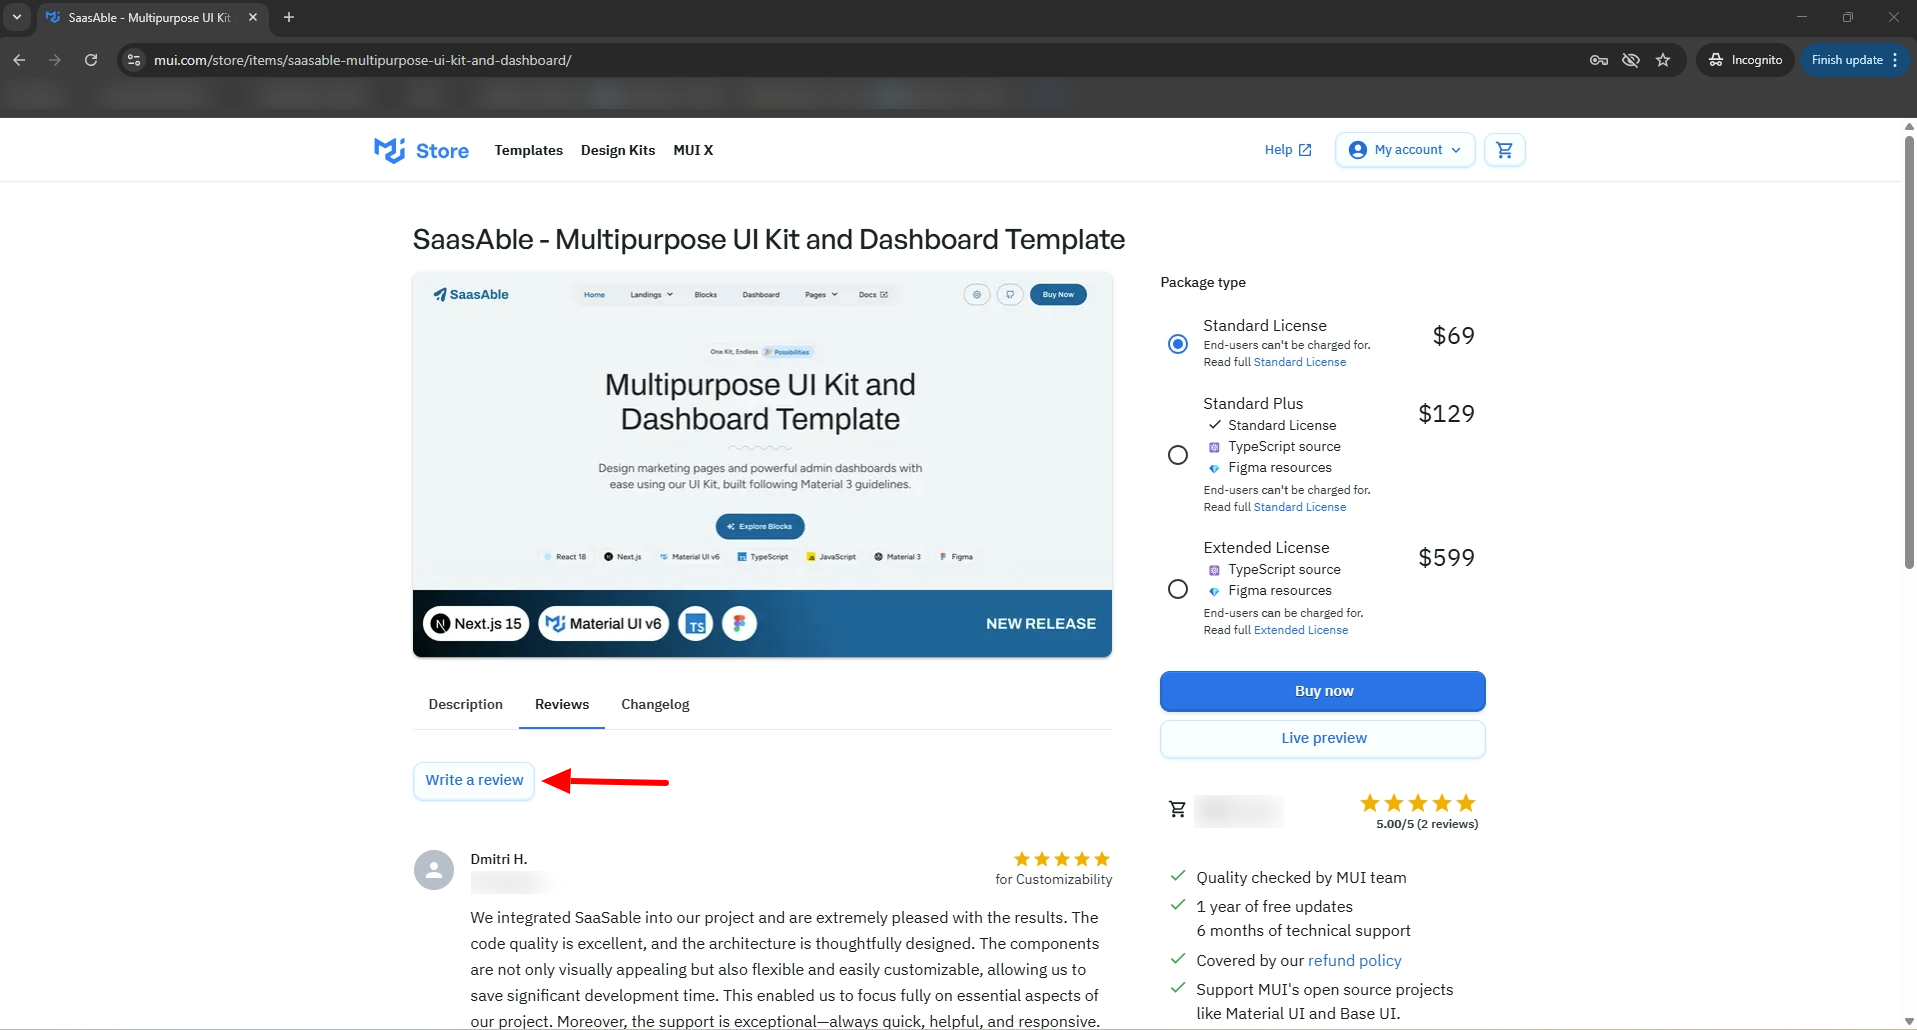 SaasAble - Multipurpose UI Kit
mui.com/store/items/saasable-multipurpose-ui-kit-and-dashboard/
Incognito
Finish update
Store
Templates
Design Kits
MUI X
Help
My account
SaasAble - Multipurpose UI Kit and Dashboard Template
SaasAble
Home
Landings
Blocks
Dashboard
Pages
Docs
Buy Now
One Kit, Endless
Possibilities
Multipurpose UI Kit and
Dashboard Template
Design marketing pages and powerful admin dashboards with
ease using our UI Kit, built following Material 3 guidelines.
Explore Blocks
React 18
Next.js
Material UI v6
TypeScript
JavaScript
Material 3
Figma
N
Next.js 15
Material UI v6
TS
NEW RELEASE
Package type
Standard License
$69
End-users can't be charged for.
Read full Standard License
Standard Plus
$129
Standard License
TypeScript source
Figma resources
End-users can't be charged for.
Read full Standard License
Extended License
$599
TypeScript source
Figma resources
End-users can be charged for.
Read full Extended License
Buy now
Live preview
5.00/5 (2 reviews)
Quality checked by MUI team
1 year of free updates
6 months of technical support
Covered by our refund policy
Support MUI's open source projects
like Material UI and Base UI.
Description
Reviews
Changelog
Write a review
Dmitri H.
for Customizability
We integrated SaaSable into our project and are extremely pleased with the results. The
code quality is excellent, and the architecture is thoughtfully designed. The components
are not only visually appealing but also flexible and easily customizable, allowing us to
save significant development time. This enabled us to focus fully on essential aspects of
our project. Moreover, the support is exceptional—always quick, helpful, and responsive.